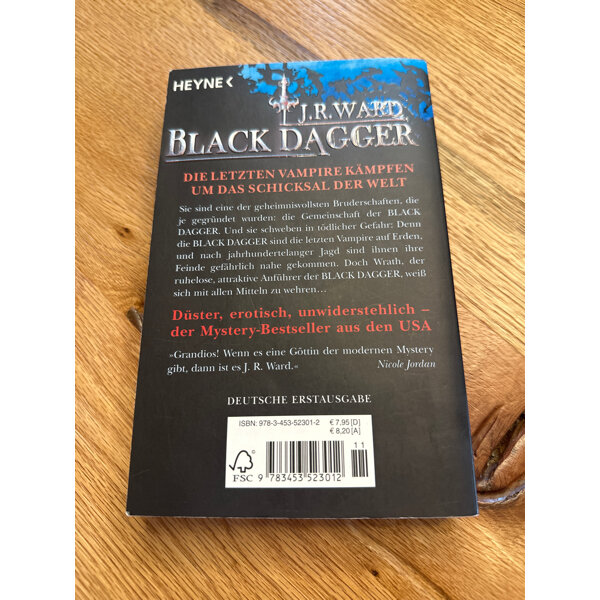 HEYNE
J.R.WARD
BLACK DAGGER
DIE LETZTEN VAMPIRE KÄMPFEN
UM DAS SCHICKSAL DER WELT
Sie sind eine der geheimnisvollsten Bruderschaften, die
je gegründet wurden: die Gemeinschaft der BLACK
DAGGER. Und sie schweben in tödlicher Gefahr: Denn
die BLACK DAGGER sind die letzten Vampire auf Erden,
und nach jahrhundertelanger Jagd sind ihnen ihre
Feinde gefährlich nahe gekommen. Doch Wrath, der
ruhelose, attraktive Anführer der BLACK DAGGER, weiß
sich mit allen Mitteln zu wehren…
Düster, erotisch, unwiderstehlich –
der Mystery-Bestseller aus den USA
»Grandios! Wenn es eine Göttin der modernen Mystery
gibt, dann ist es J. R. Ward.« Nicole Jordan
DEUTSCHE ERSTAUSGABE
ISBN: 978-3-453-52301-2 € 7,95 [D]
€ 8,20 [A]
11
FSC
9 783453 523012